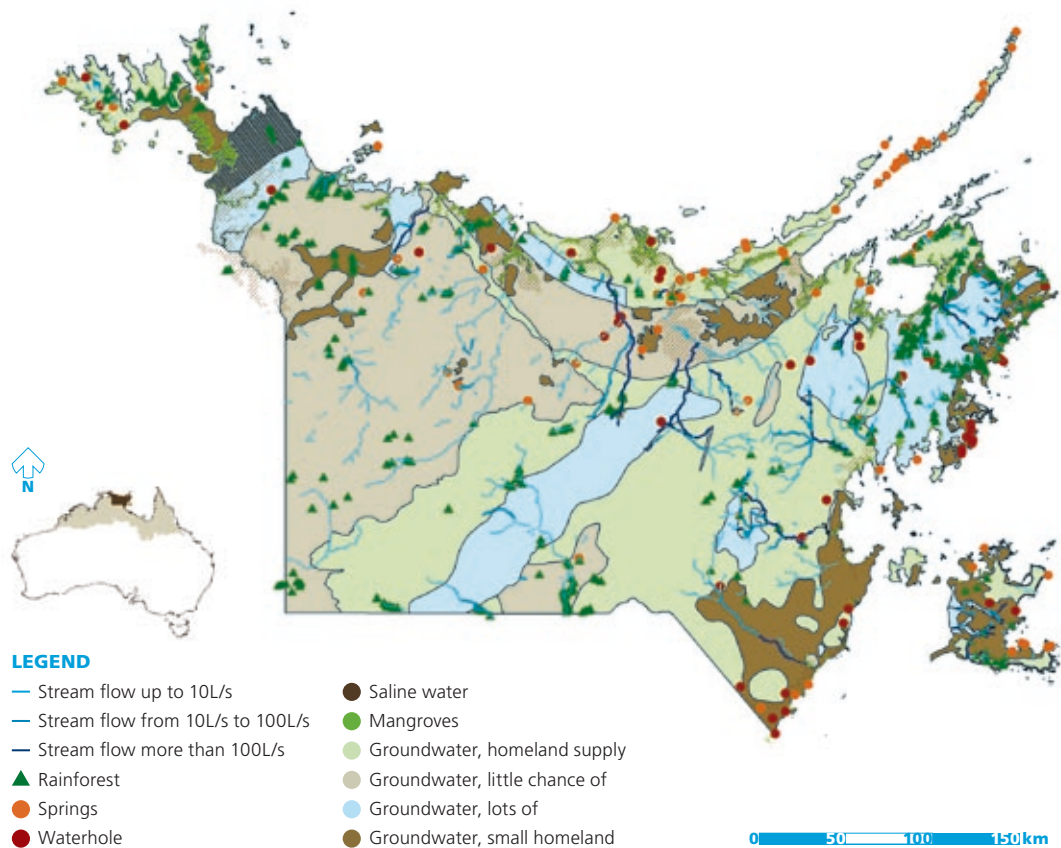 N
LEGEND
Stream flow up to 10L/s
Stream flow from 10L/s to 100L/s
Stream flow more than 100L/s
Rainforest
Springs
Waterhole
Saline water
Mangroves
Groundwater, homeland supply
Groundwater, little chance of
Groundwater, lots of
Groundwater, small homeland
0 50 100 150 km